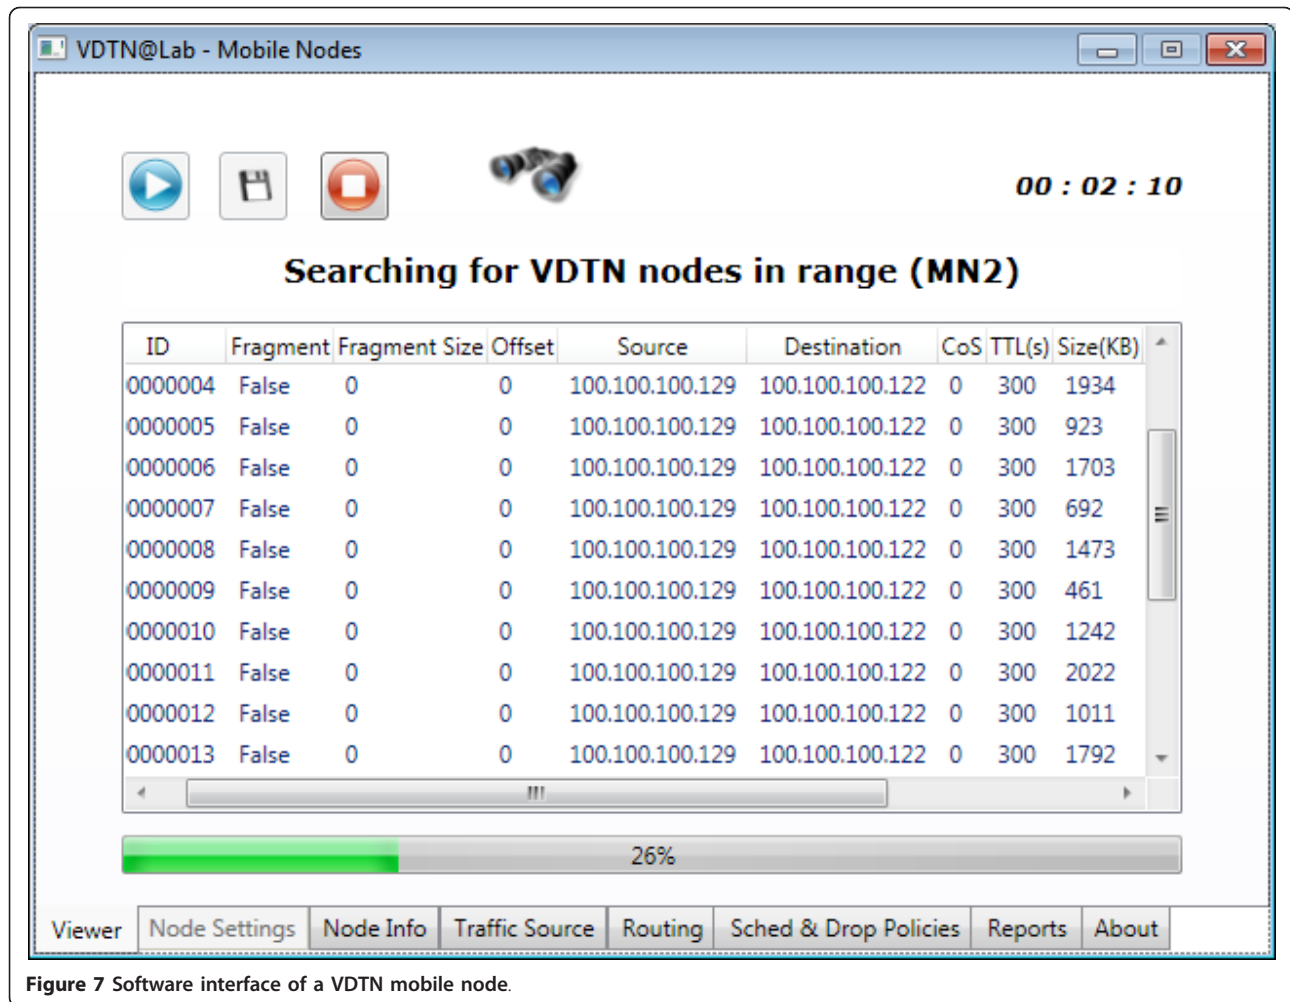 VDTN@Lab - Mobile Nodes
00 : 02 : 10
Searching for VDTN nodes in range (MN2)
ID Fragment Fragment Size Offset Source Destination CoS TTL(s) Size(KB)
0000004 False 0 0 100.100.100.129 100.100.100.122 0 300 1934
0000005 False 0 0 100.100.100.129 100.100.100.122 0 300 923
0000006 False 0 0 100.100.100.129 100.100.100.122 0 300 1703
0000007 False 0 0 100.100.100.129 100.100.100.122 0 300 692
0000008 False 0 0 100.100.100.129 100.100.100.122 0 300 1473
0000009 False 0 0 100.100.100.129 100.100.100.122 0 300 461
0000010 False 0 0 100.100.100.129 100.100.100.122 0 300 1242
0000011 False 0 0 100.100.100.129 100.100.100.122 0 300 2022
0000012 False 0 0 100.100.100.129 100.100.100.122 0 300 1011
0000013 False 0 0 100.100.100.129 100.100.100.122 0 300 1792
26%
Viewer Node Settings Node Info Traffic Source Routing Sched & Drop Policies Reports About
Figure 7 Software interface of a VDTN mobile node.